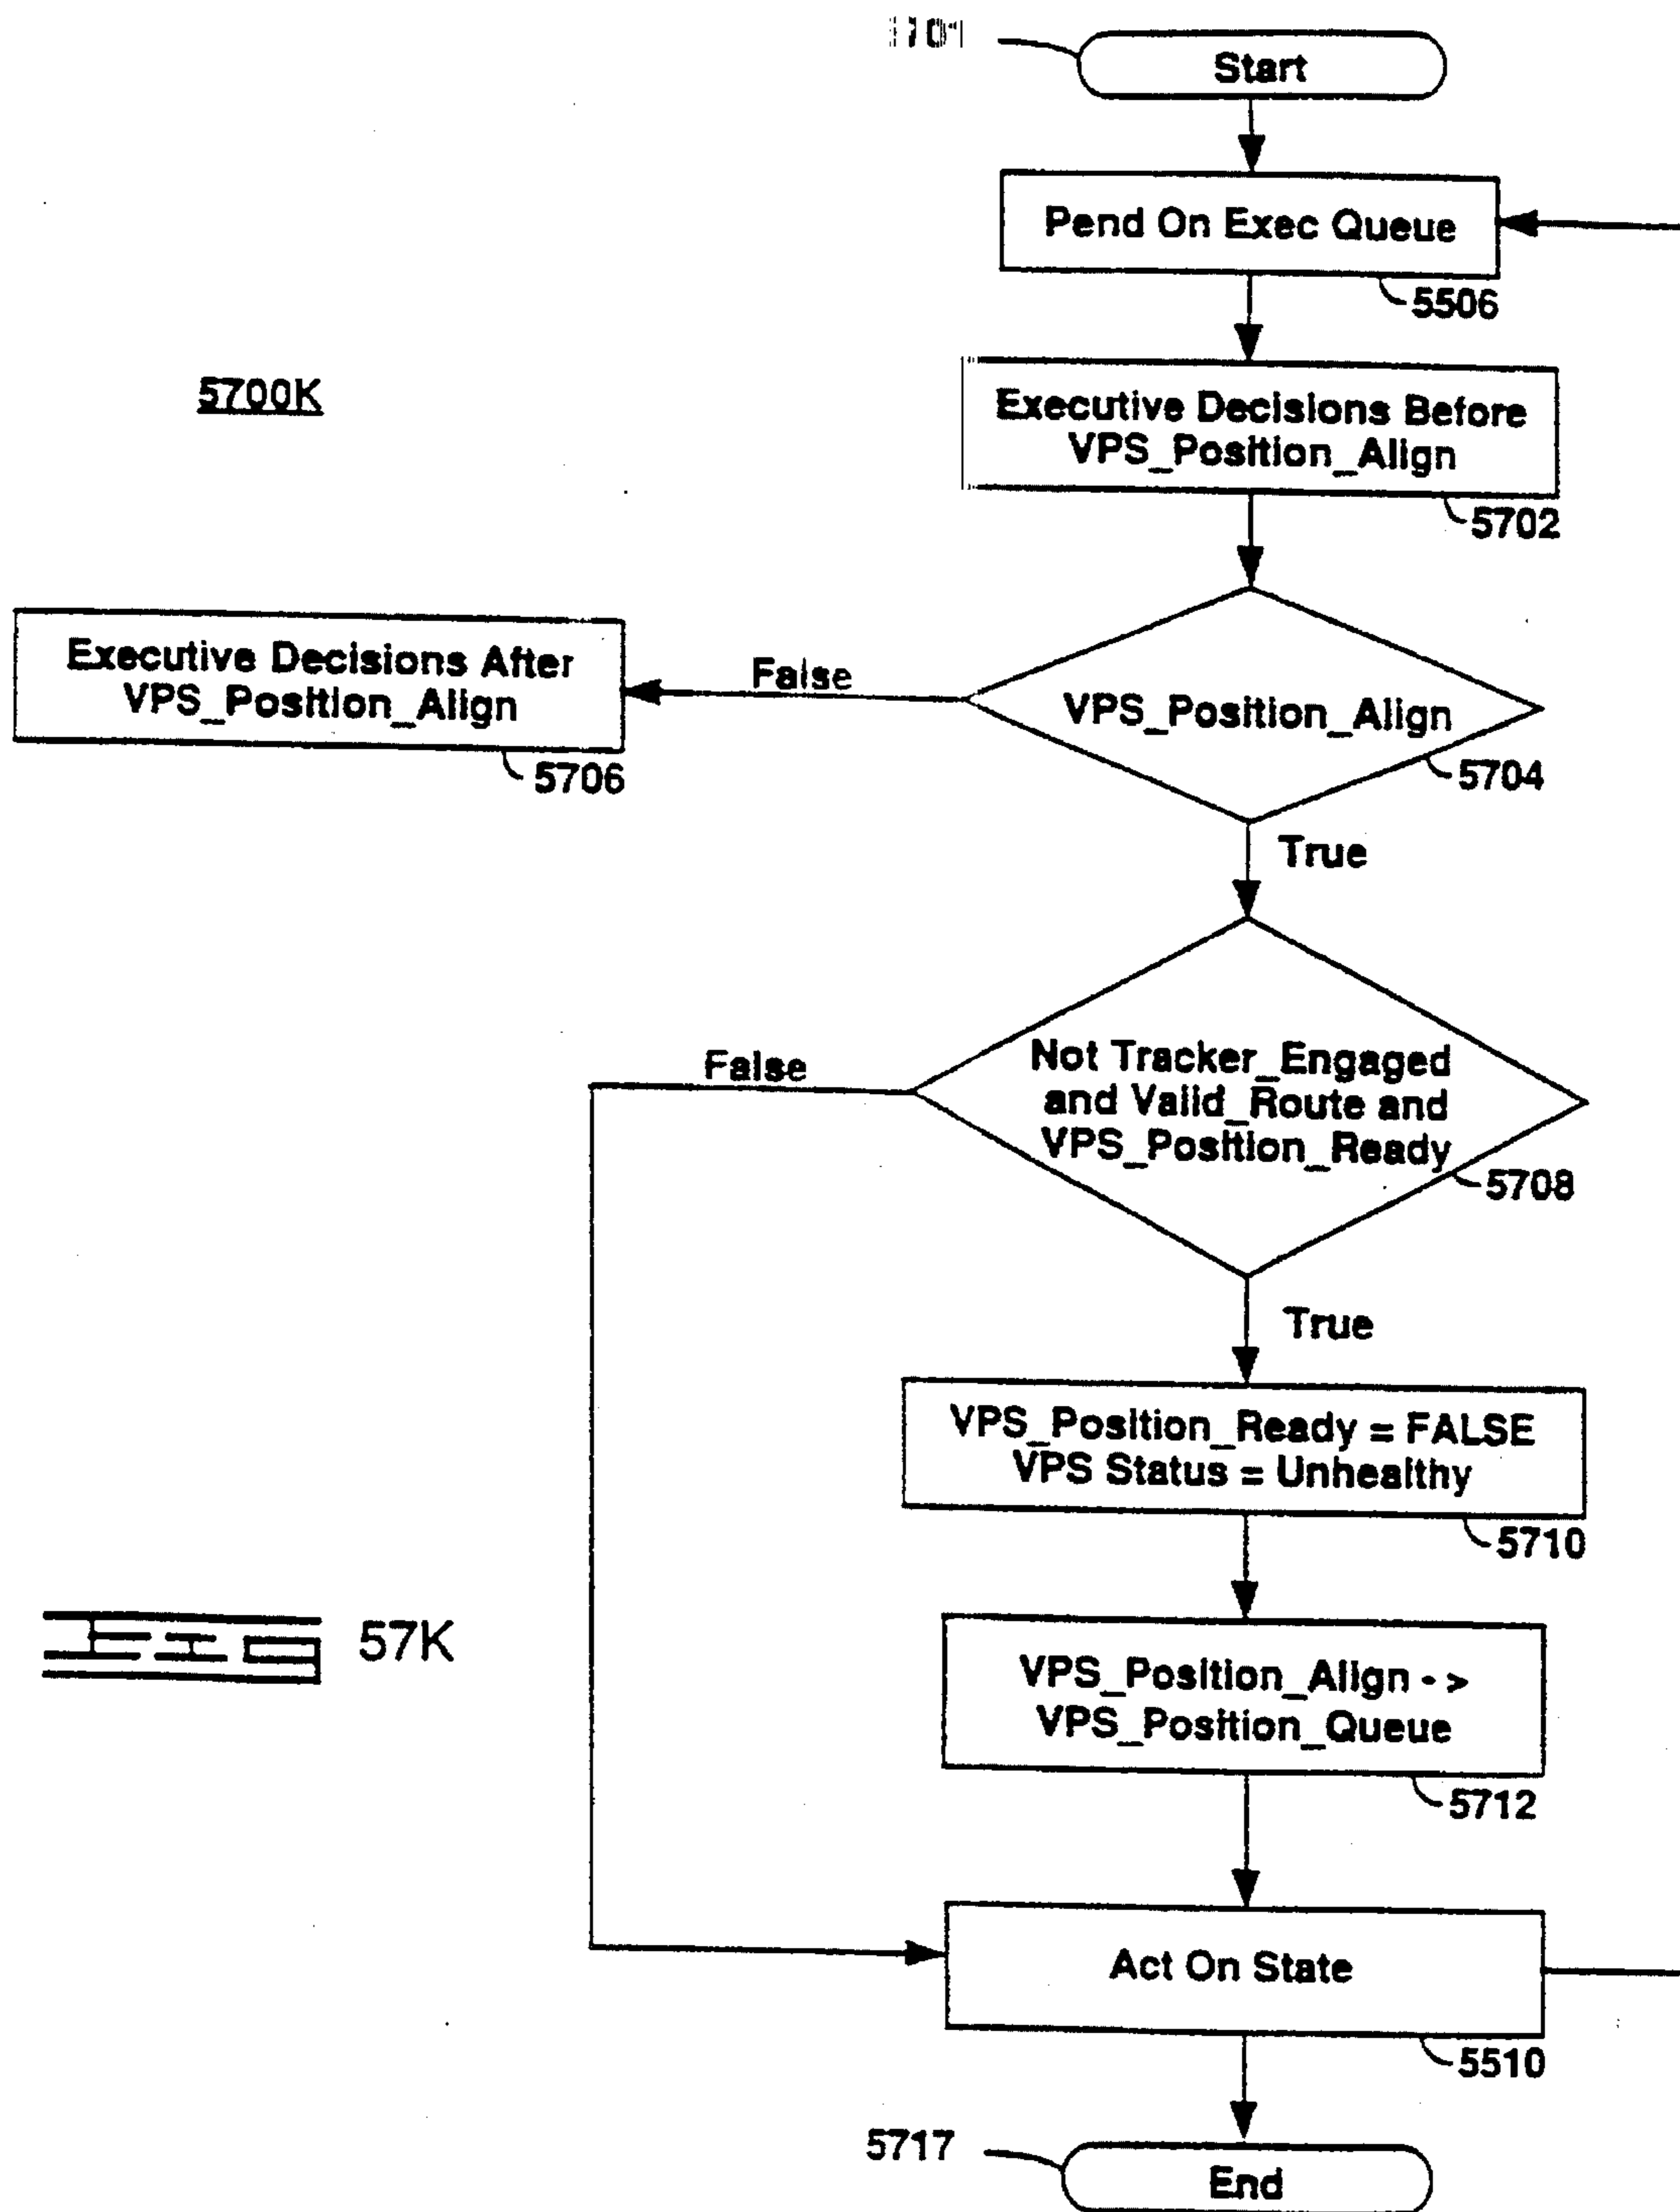 Start
Pend On Exec Queue
5506
5700K
Executive Decisions Before
VPS_Position_Align
5702
Executive Decisions After
VPS_Position_Align
5706
False
VPS_Position_Align
5704
True
False
Not Tracker_Engaged
and Valid_Route and
VPS_Position_Ready
5708
True
VPS_Position_Ready = FALSE
VPS Status = Unhealthy
5710
57K
VPS_Position_Align - >
VPS_Position_Queue
5712
Act On State
5510
5717
End